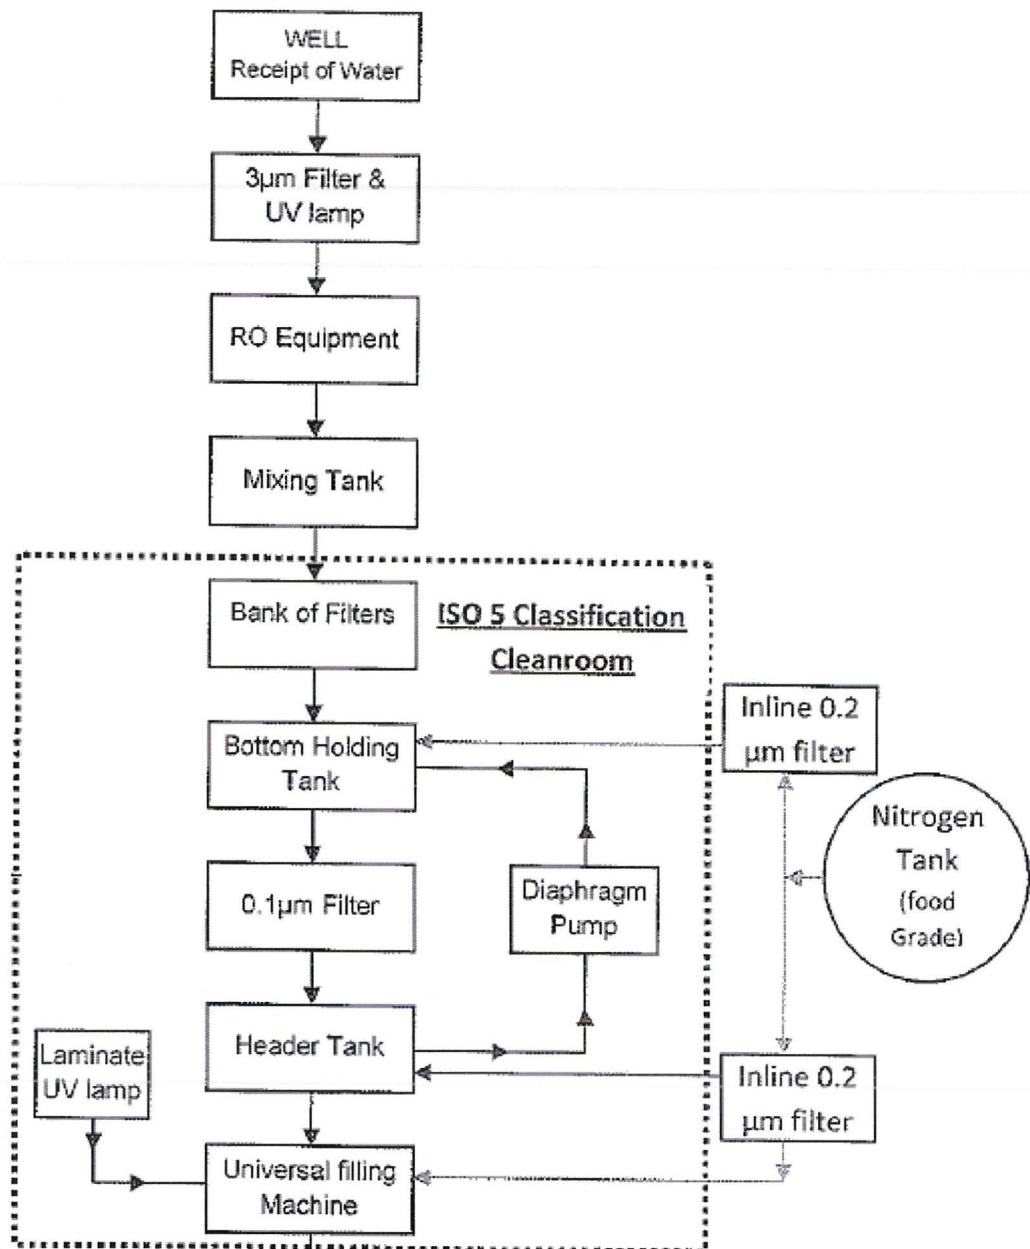 WELL
Receipt of Water
3µm Filter &
UV lamp
RO Equipment
Mixing Tank
Bank of Filters
ISO 5 Classification
Cleanroom
Inline 0.2
µm filter
Bottom Holding
Tank
Nitrogen
Tank
(food
Grade)
0.1µm Filter
Diaphragm
Pump
Header Tank
Laminate
UV lamp
Inline 0.2
µm filter
Universal filling
Machine